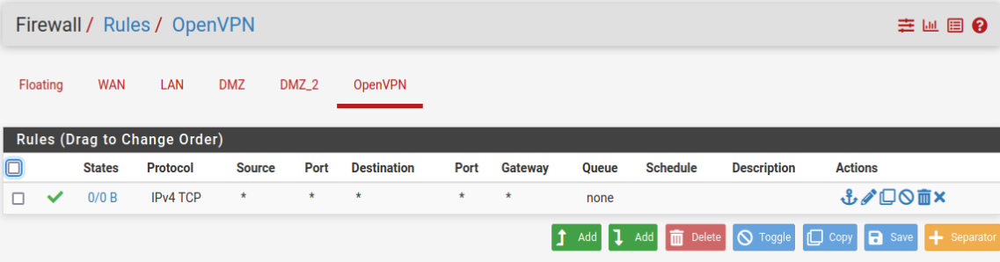 Firewall / Rules / OpenVPN
Floating WAN LAN DMZ DMZ_2 OpenVPN
Rules (Drag to Change Order)
States Protocol Source Port Destination Port Gateway Queue Schedule Description Actions
0/0 B IPv4 TCP * * * * * none
Add Add Delete Toggle Copy Save Separator